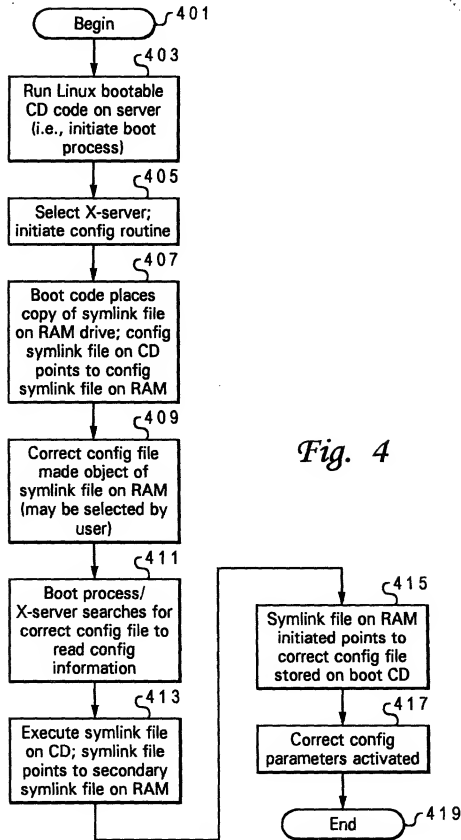 Begin
401
403
Run Linux bootable
CD code on server
(i.e., initiate boot
process)
405
Select X-server;
initiate config routine
407
Boot code places
copy of symlink file
on RAM drive; config
symlink file on CD
points to config
symlink file on RAM
409
Correct config file
made object of
symlink file on RAM
(may be selected by
user)
411
Boot process/
X-server searches for
correct config file to
read config
information
413
Execute symlink file
on CD; symlink file
points to secondary
symlink file on RAM
415
Symlink file on RAM
initiated points to
correct config file
stored on boot CD
417
Correct config
parameters activated
End
419
Fig. 4